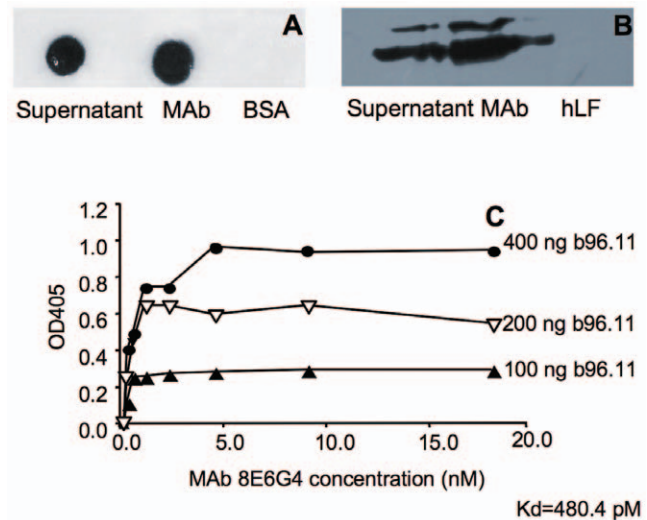 A
B
Supernatant MAb BSA
Supernatant MAb hLF
C
1.2
1.0
0.8
0.6
0.4
0.2
0.0
OD405
400 ng b96.11
200 ng b96.11
100 ng b96.11
0.0 5.0 10.0 15.0 20.0
MAb 8E6G4 concentration (nM)
Kd=480.4 pM